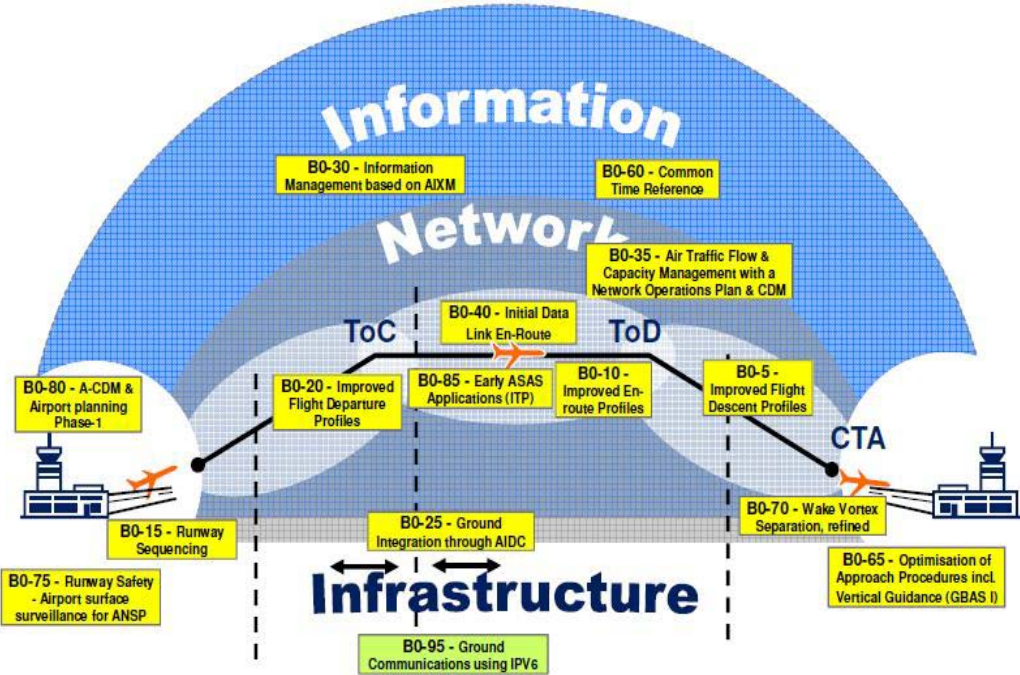 Information
B0-30 - Information
Management based on AIXM
B0-60 - Common
Time Reference
Network
B0-35 - Air Traffic Flow &
Capacity Management with a
Network Operations Plan & CDM
B0-40 - Initial Data
Link En-Route
ToC
ToD
B0-80 - A-CDM &
Airport planning
Phase-1
B0-20 - Improved
Flight Departure
Profiles
B0-85 - Early ASAS
Applications (ITP)
B0-10 -
Improved En-
route Profiles
B0-5 -
Improved Flight
Descent Profiles
CTA
B0-15 - Runway
Sequencing
B0-25 - Ground
Integration through AIDC
B0-70 - Wake Vortex
Separation, refined
B0-75 - Runway Safety
- Airport surface
surveillance for ANSP
B0-65 - Optimisation of
Approach Procedures incl.
Vertical Guidance (GBAS I)
Infrastructure
B0-95 - Ground
Communications using IPV6